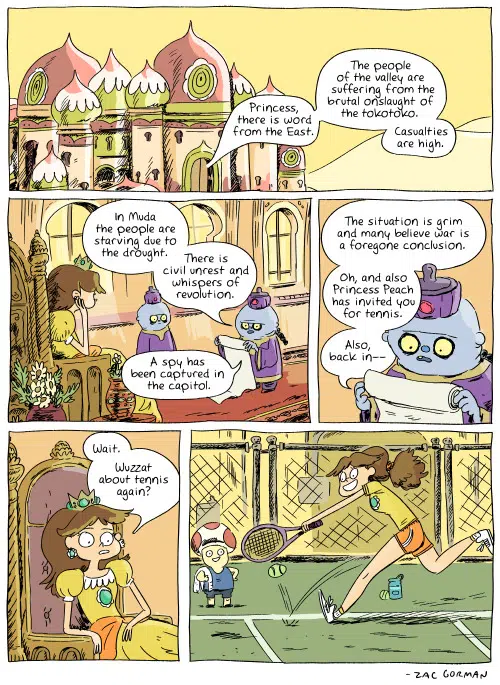 Princess,
there is word
from the East.
The people
of the valley are
suffering from the
brutal onslaught of
the tokotoko.
Casualties
are high.
In Muda
the people are
starving due to
the drought.
There is
civil unrest and
whispers of
revolution.
A spy has
been captured in
the capitol.
The situation is grim
and many believe war is
a foregone conclusion.
Oh, and also
Princess Peach
has invited you
for tennis.
Also,
back in--
Wait.
Wuzzat
about tennis
again?
- ZAC GORMAN